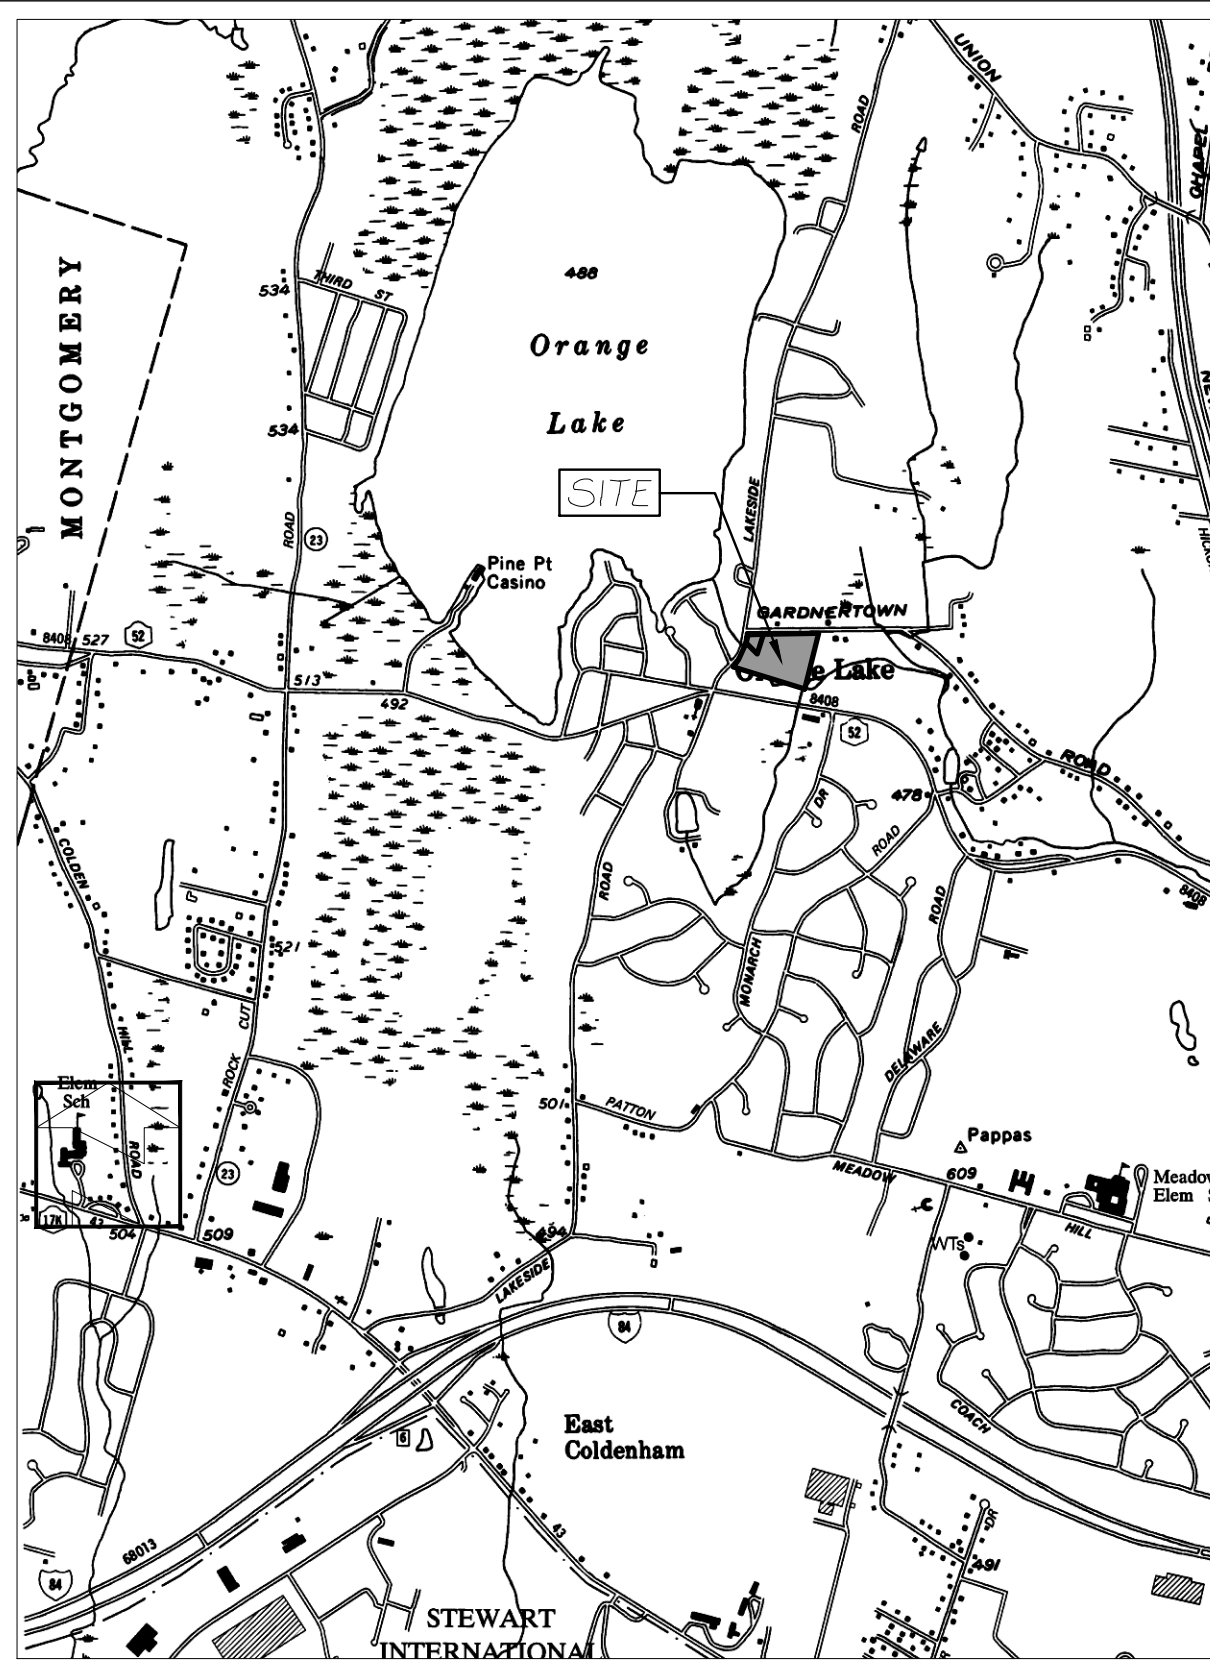 UNION
ROAD
CHAPEL
MONTGOMERY
488
THIRD ST
534
Orange
Lake
534
SITE
LAKESIDE
ROAD
23
Pine Pt
Casino
GARDNERTOWN
8408 527
52
513
492
Lake
8408
52
ROAD
478
DR
ROAD
COLDEN
ROAD
ROAD
8408
521
MONARCH
CUT
HILL
DELAWARE
ROCK
Elem
Sch
501
PATTON
Pappas
ROAD
23
MEADOW
609
Elem
17K
43
504
509
494
WTs
HILL
LAKESIDE
84
COACH
East
Coldenham
6
43
DR
68013
84
491
STEWART
INTERNATIONAL